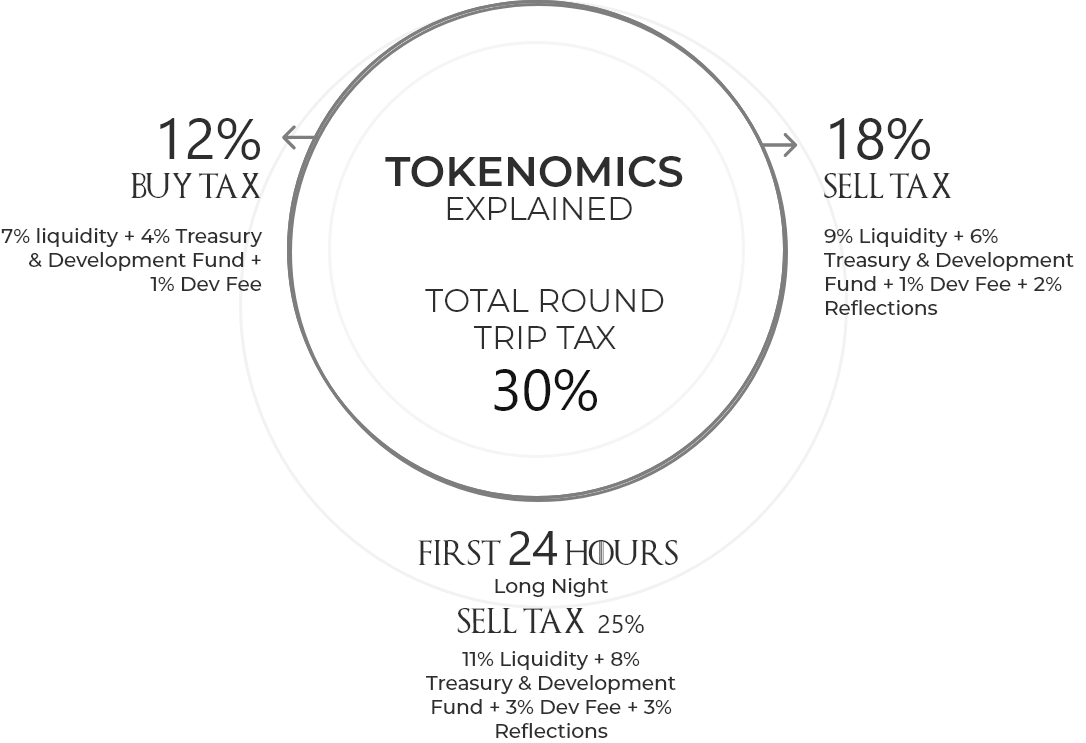 TOKENOMICS
EXPLAINED
TOTAL ROUND
TRIP TAX
30%
12%
BUY TAX
7% liquidity + 4% Treasury
& Development Fund +
1% Dev Fee
18%
SELL TAX
9% Liquidity + 6%
Treasury & Development
Fund + 1% Dev Fee + 2%
Reflections
FIRST 24 HOURS
Long Night
SELL TAX 25%
11% Liquidity + 8%
Treasury & Development
Fund + 3% Dev Fee + 3%
Reflections